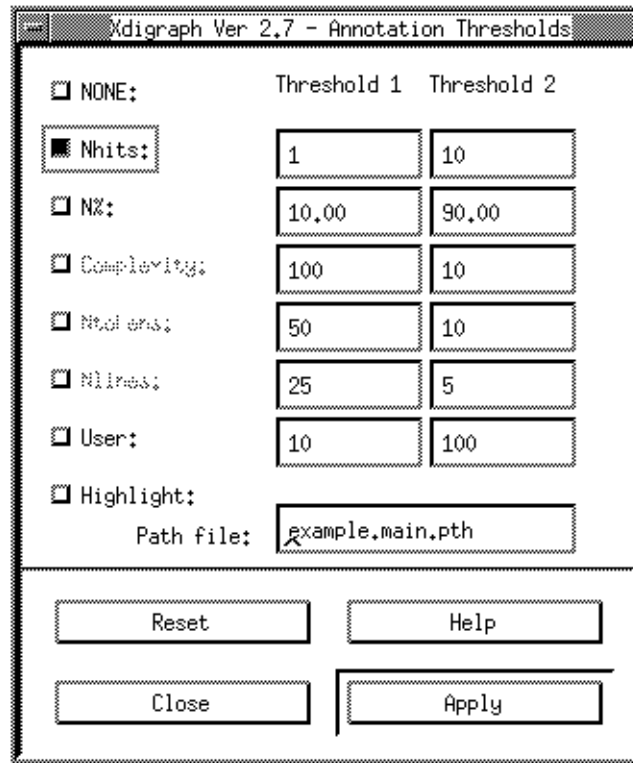 Xdigraph Ver 2.7 - Annotation Thresholds
NONE: Threshold 1 Threshold 2
Nhits: 1 10
N%: 10.00 90.00
Complexity: 100 10
Ntokens: 50 10
Nlines: 25 5
User: 10 100
Highlight:
Path file: example.main.pth
Reset Help
Close Apply